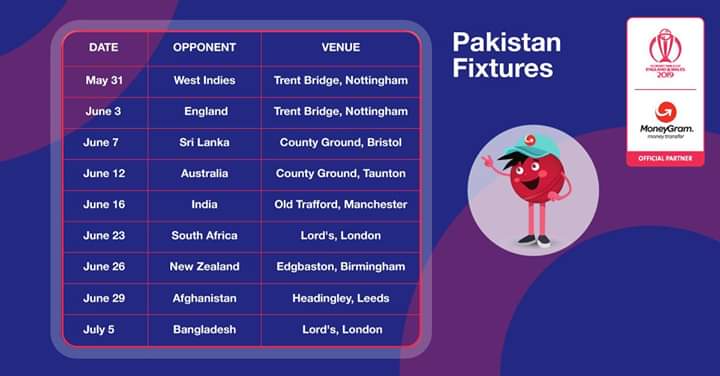 DATE OPPONENT VENUE
May 31 West Indies Trent Bridge, Nottingham
June 3 England Trent Bridge, Nottingham
June 7 Sri Lanka County Ground, Bristol
June 12 Australia County Ground, Taunton
June 16 India Old Trafford, Manchester
June 23 South Africa Lord's, London
June 26 New Zealand Edgbaston, Birmingham
June 29 Afghanistan Headingley, Leeds
July 5 Bangladesh Lord's, London
Pakistan
Fixtures
ENGLAND & WALES
2019
MoneyGram.
money transfer
OFFICIAL PARTNER